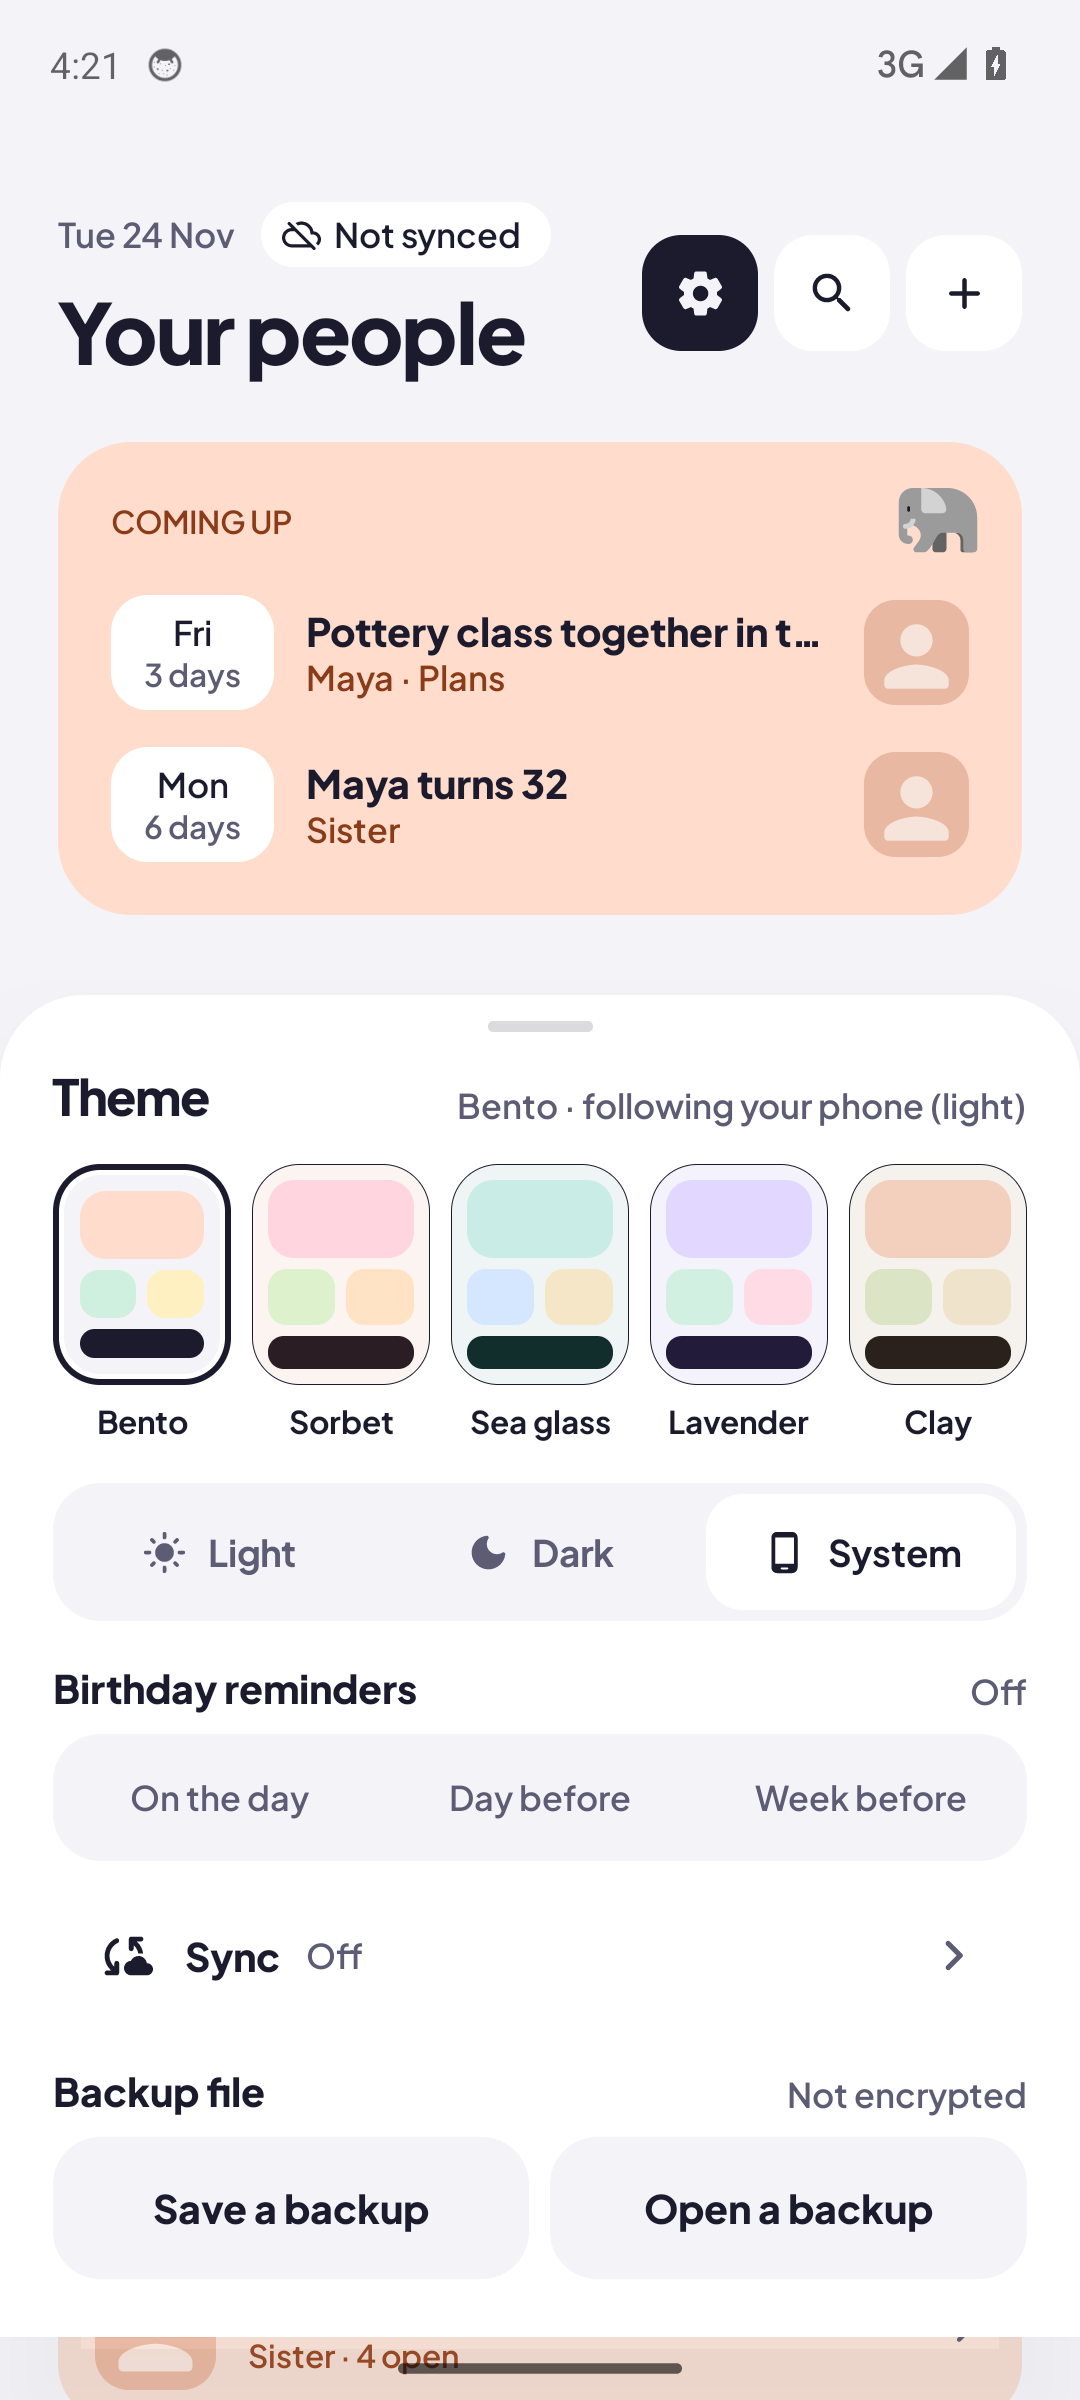 4:21
3G
Tue 24 Nov
Not synced
Your people
COMING UP
Fri
3 days
Pottery class together in t...
Maya · Plans
Mon
6 days
Maya turns 32
Sister
Theme
Bento · following your phone (light)
Bento
Sorbet
Sea glass
Lavender
Clay
Light
Dark
System
Birthday reminders
Off
On the day
Day before
Week before
Sync Off
Backup file
Not encrypted
Save a backup
Open a backup
Sister · 4 open